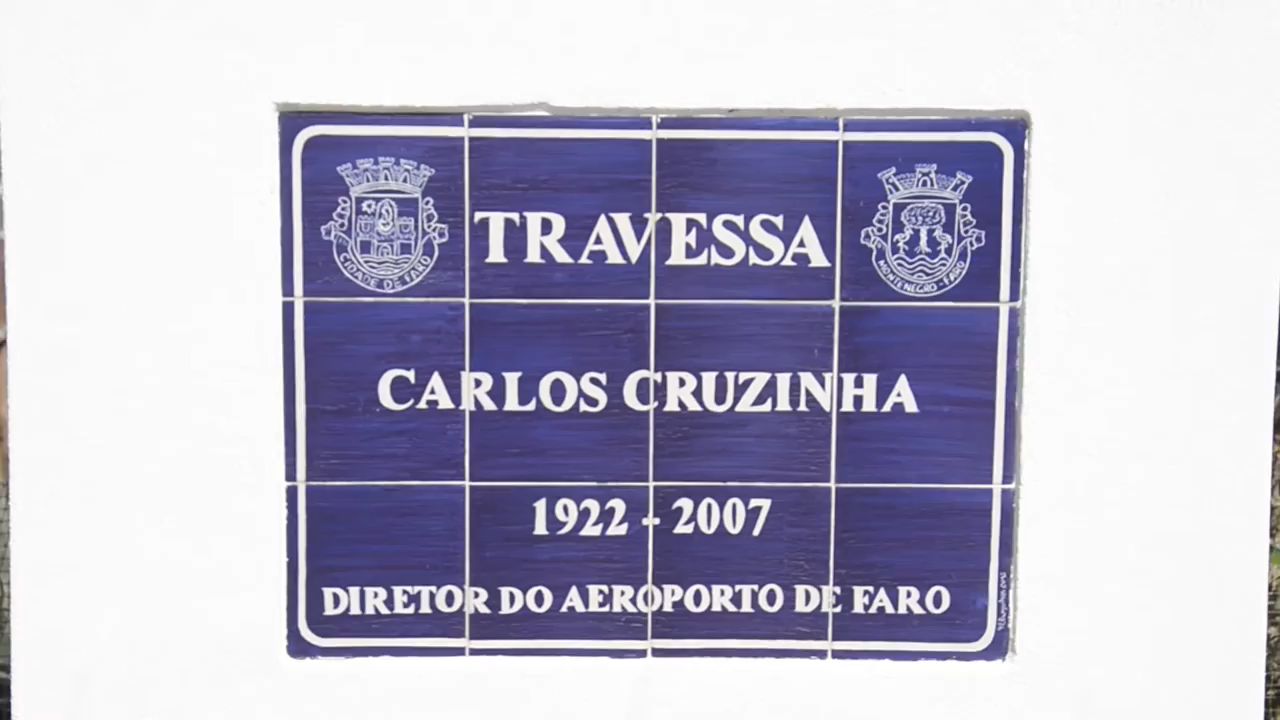 TRAVESSA
CIDADE DE FARO
MONTENEGRO - FARO
CARLOS CRUZINHA
1922 - 2007
DIRETOR DO AEROPORTO DE FARO